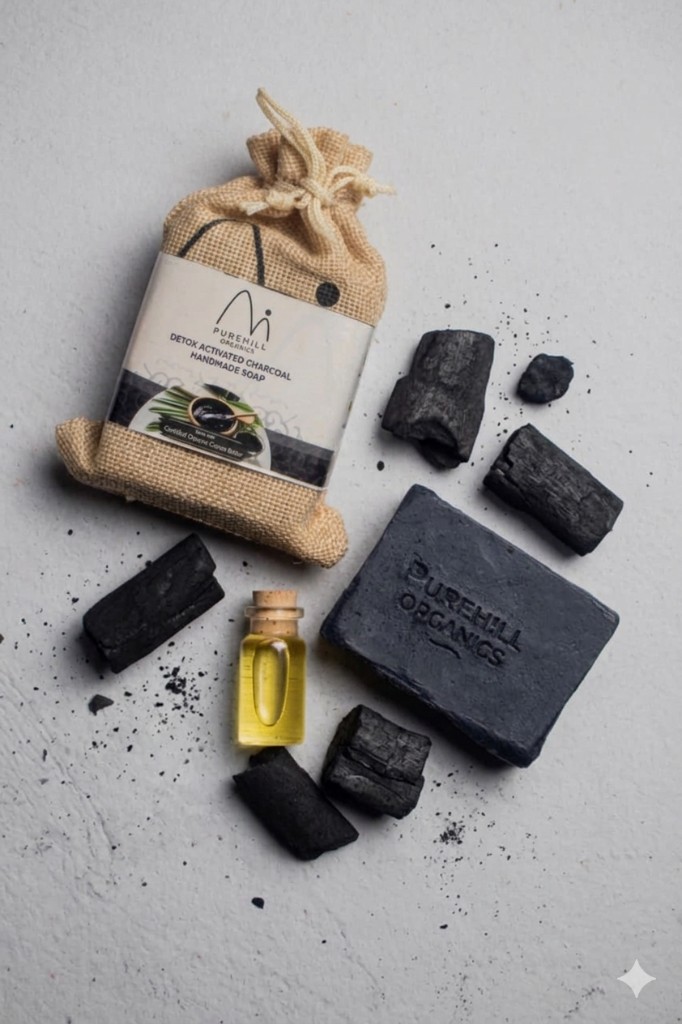 PUREHILL
ORGANICS
DETOX ACTIVATED CHARCOAL
HANDMADE SOAP
PUREHILL
ORGANICS